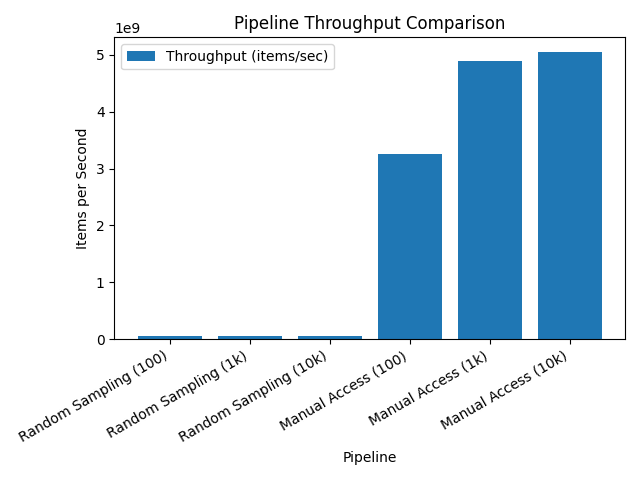 Pipeline Throughput Comparison
1e9
Throughput (items/sec)
Items per Second
5
4
3
2
1
0
Random Sampling (100)
Random Sampling (1k)
Random Sampling (10k)
Manual Access (100)
Manual Access (1k)
Manual Access (10k)
Pipeline